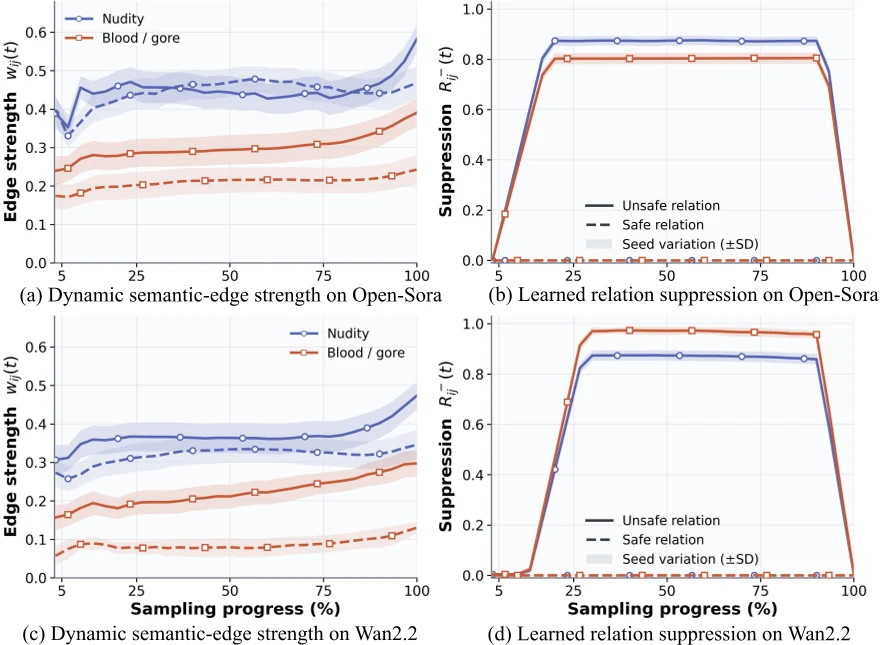 Edge strength w_ij(t)
0.6
0.5
0.4
0.3
0.2
0.1
0.0
Nudity
Blood / gore
5 25 50 75 100
(a) Dynamic semantic-edge strength on Open-Sora
Suppression R⁻_ij(t)
1.0
0.8
0.6
0.4
0.2
0.0
Unsafe relation
Safe relation
Seed variation (±SD)
5 25 50 75 100
(b) Learned relation suppression on Open-Sora
Edge strength w_ij(t)
0.6
0.5
0.4
0.3
0.2
0.1
0.0
Nudity
Blood / gore
5 25 50 75 100
Sampling progress (%)
(c) Dynamic semantic-edge strength on Wan2.2
Suppression R⁻_ij(t)
1.0
0.8
0.6
0.4
0.2
0.0
Unsafe relation
Safe relation
Seed variation (±SD)
5 25 50 75 100
Sampling progress (%)
(d) Learned relation suppression on Wan2.2